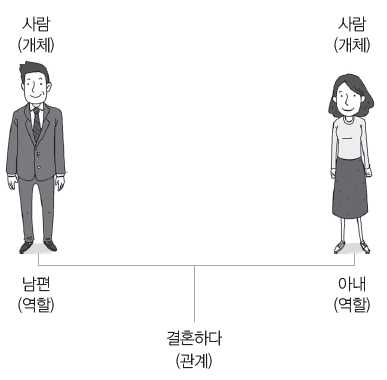 사람
(개체)
사람
(개체)
남편
(역할)
아내
(역할)
결혼하다
(관계)